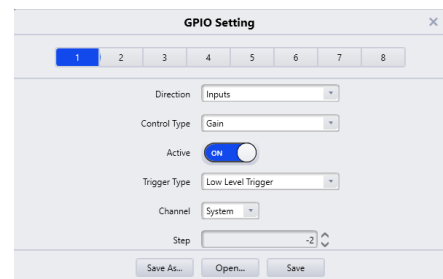 GPIO Setting
1 2 3 4 5 6 7 8
Direction Inputs
Control Type Gain
Active ON
Trigger Type Low Level Trigger
Channel System
Step -2
Save As... Open... Save